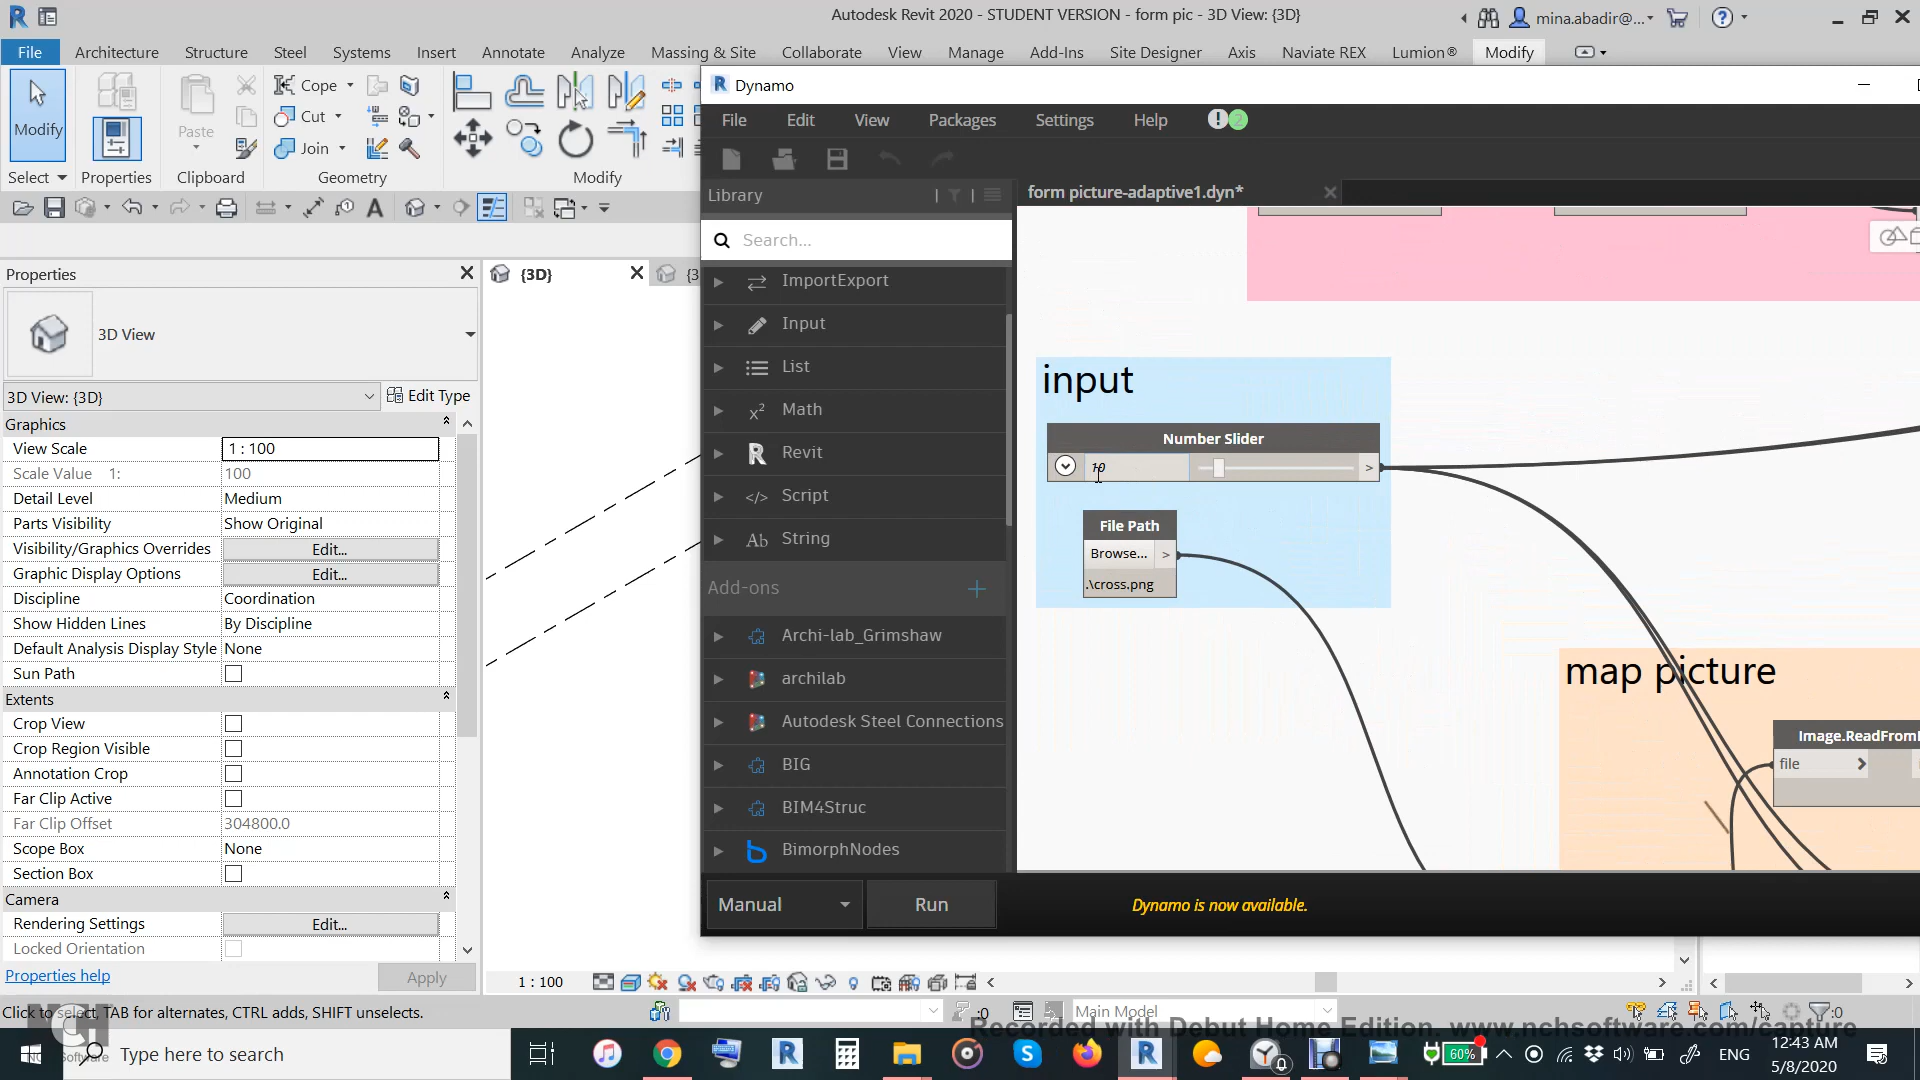 Autodesk Revit 2020 - STUDENT VERSION - form pic - 3D View: {3D}
mina.abadir@...
File Architecture Structure Steel Systems Insert Annotate Analyze Massing & Site Collaborate View Manage Add-Ins Site Designer Axis Naviate REX Lumion® Modify
Modify
Paste
Cope
Cut
Join
Select Properties Clipboard Geometry Modify
Properties
3D View
3D View: {3D}
Edit Type
Graphics
View Scale 1 : 100
Scale Value 1: 100
Detail Level Medium
Parts Visibility Show Original
Visibility/Graphics Overrides Edit...
Graphic Display Options Edit...
Discipline Coordination
Show Hidden Lines By Discipline
Default Analysis Display Style None
Sun Path
Extents
Crop View
Crop Region Visible
Annotation Crop
Far Clip Active
Far Clip Offset 304800.0
Scope Box None
Section Box
Camera
Rendering Settings Edit...
Locked Orientation
Properties help
Apply
{3D}
{3
Dynamo
File Edit View Packages Settings Help
2
Library
form picture-adaptive1.dyn*
Search...
ImportExport
Input
List
Math
Revit
Script
String
Add-ons
Archi-lab_Grimshaw
archilab
Autodesk Steel Connections
BIG
BIM4Struc
BimorphNodes
input
Number Slider
10
>
File Path
Browse... >
.\cross.png
map picture
Image.ReadFrom
file
Manual
Run
Dynamo is now available.
1 : 100
Click to select, TAB for alternates, CTRL adds, SHIFT unselects.
:0
Main Model
:0
Recorded with Debut Home Edition. www.nchsoftware.com/capture
NCH
Software
Type here to search
60%
ENG
12:43 AM
5/8/2020